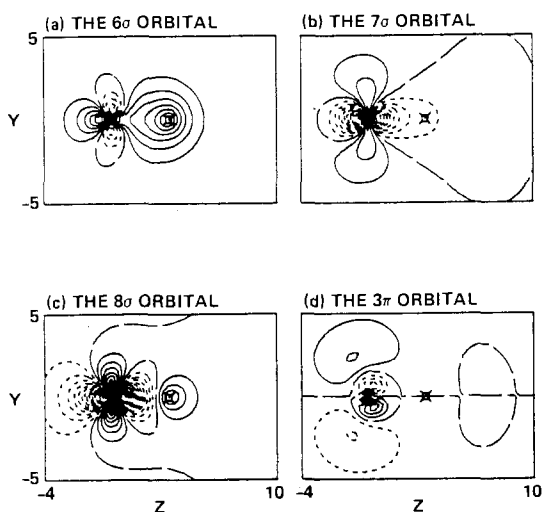 (a) THE 6σ ORBITAL
(b) THE 7σ ORBITAL
5
Y
-5
(c) THE 8σ ORBITAL
(d) THE 3π ORBITAL
5
Y
-5
-4
10
-4
10
Z
Z